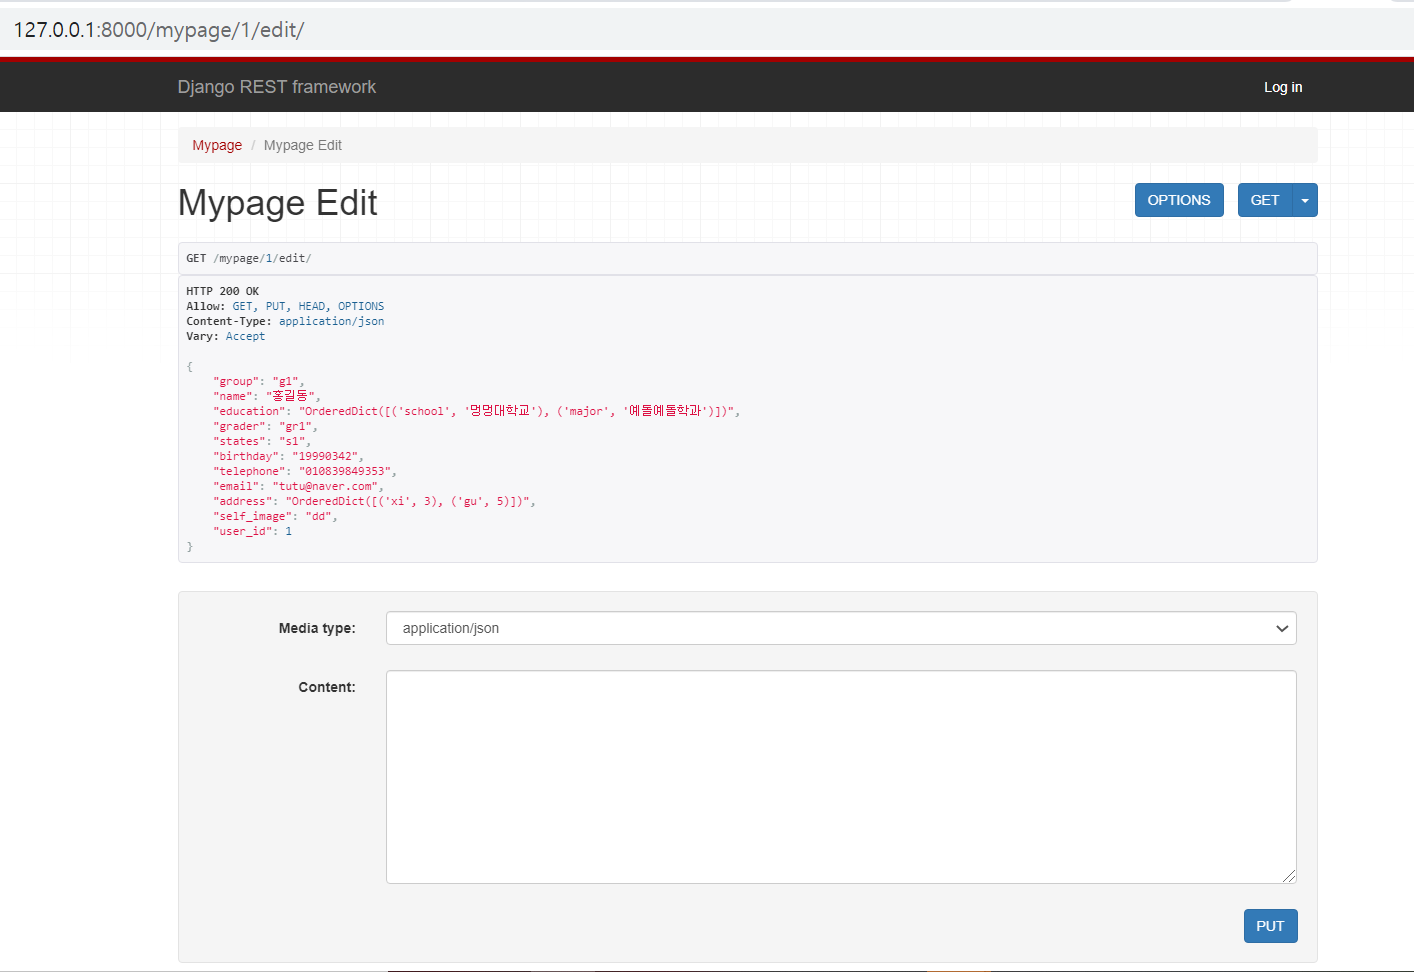 127.0.0.1:8000/mypage/1/edit/
Django REST framework
Log in
Mypage / Mypage Edit
Mypage Edit
OPTIONS
GET
GET /mypage/1/edit/
HTTP 200 OK
Allow: GET, PUT, HEAD, OPTIONS
Content-Type: application/json
Vary: Accept
{
"group": "g1",
"name": "홍길동",
"education": "OrderedDict([('school', '멍멍대학교'), ('major', '예돌예돌학과')])",
"grader": "gr1",
"states": "s1",
"birthday": "19990342",
"telephone": "010839849353",
"email": "tutu@naver.com",
"address": "OrderedDict([('xi', 3), ('gu', 5)])",
"self_image": "dd",
"user_id": 1
}
Media type:
application/json
Content:
PUT